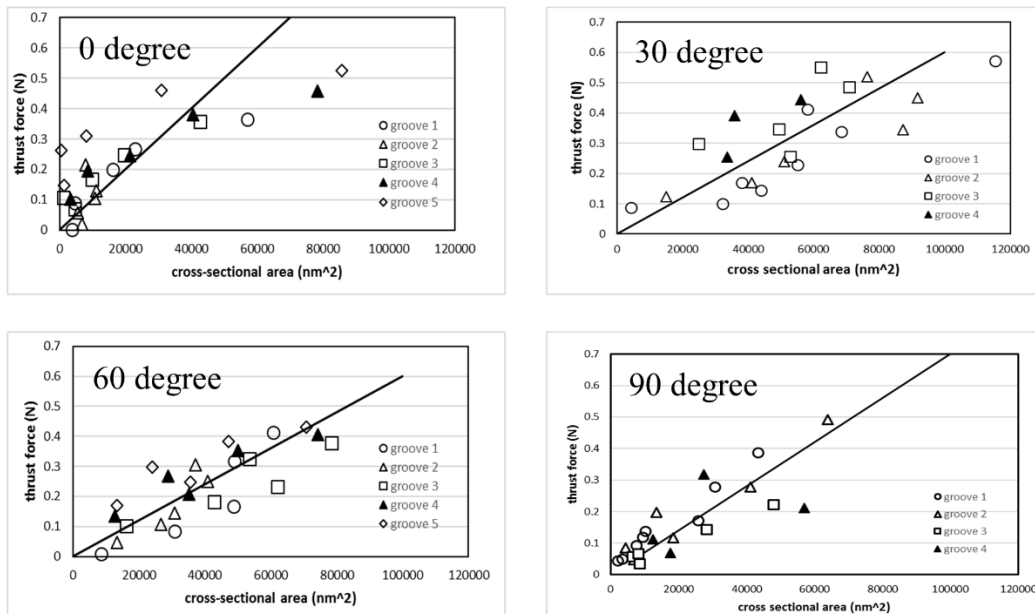 0 degree
thrust force (N)
0.7
0.6
0.5
0.4
0.3
0.2
0.1
0
0 20000 40000 60000 80000 100000 120000
cross-sectional area (nm^2)
groove 1
groove 2
groove 3
groove 4
groove 5
30 degree
thrust force (N)
0.7
0.6
0.5
0.4
0.3
0.2
0.1
0
0 20000 40000 60000 80000 100000 120000
cross sectional area (nm^2)
groove 1
groove 2
groove 3
groove 4
60 degree
thrust force (N)
0.7
0.6
0.5
0.4
0.3
0.2
0.1
0
0 20000 40000 60000 80000 100000 120000
cross-sectional area (nm^2)
groove 1
groove 2
groove 3
groove 4
groove 5
90 degree
thrust force (N)
0.7
0.6
0.5
0.4
0.3
0.2
0.1
0
0 20000 40000 60000 80000 100000 120000
cross sectional area (nm^2)
groove 1
groove 2
groove 3
groove 4